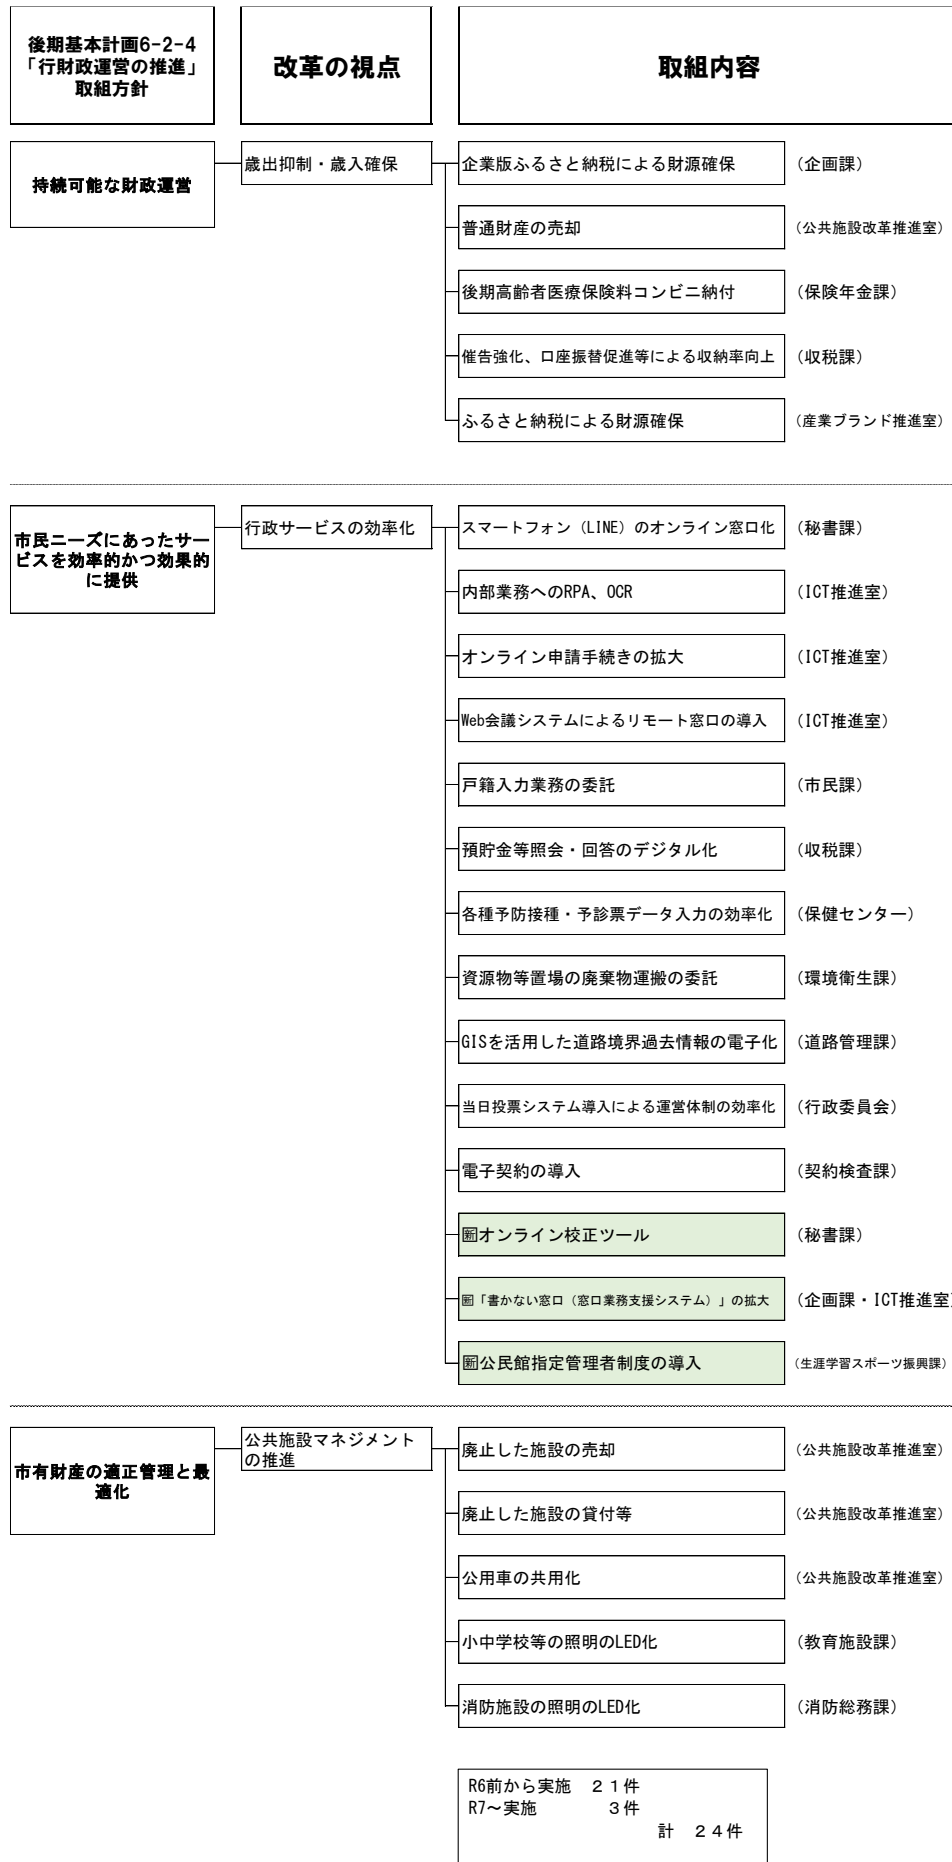 後期基本計画6-2-4
「行財政運営の推進」
取組方針
改革の視点
取組内容
持続可能な財政運営
歳出抑制・歳入確保
企業版ふるさと納税による財源確保
（企画課）
普通財産の売却
（公共施設改革推進室）
後期高齢者医療保険料コンビニ納付
（保険年金課）
催告強化、口座振替促進等による収納率向上
（収税課）
ふるさと納税による財源確保
（産業ブランド推進室）
市民ニーズにあったサー
ビスを効率的かつ効果的
に提供
行政サービスの効率化
スマートフォン（LINE）のオンライン窓口化
（秘書課）
内部業務へのRPA、OCR
（ICT推進室）
オンライン申請手続きの拡大
（ICT推進室）
Web会議システムによるリモート窓口の導入
（ICT推進室）
戸籍入力業務の委託
（市民課）
預貯金等照会・回答のデジタル化
（収税課）
各種予防接種・予診票データ入力の効率化
（保健センター）
資源物等置場の廃棄物運搬の委託
（環境衛生課）
GISを活用した道路境界過去情報の電子化
（道路管理課）
当日投票システム導入による運営体制の効率化
（行政委員会）
電子契約の導入
（契約検査課）
🈟オンライン校正ツール
（秘書課）
🈟「書かない窓口（窓口業務支援システム）」の拡大
（企画課・ICT推進室）
🈟公民館指定管理者制度の導入
（生涯学習スポーツ振興課）
市有財産の適正管理と最
適化
公共施設マネジメント
の推進
廃止した施設の売却
（公共施設改革推進室）
廃止した施設の貸付等
（公共施設改革推進室）
公用車の共用化
（公共施設改革推進室）
小中学校等の照明のLED化
（教育施設課）
消防施設の照明のLED化
（消防総務課）
R6前から実施　２１件
R7～実施　　　　３件
計　２４件